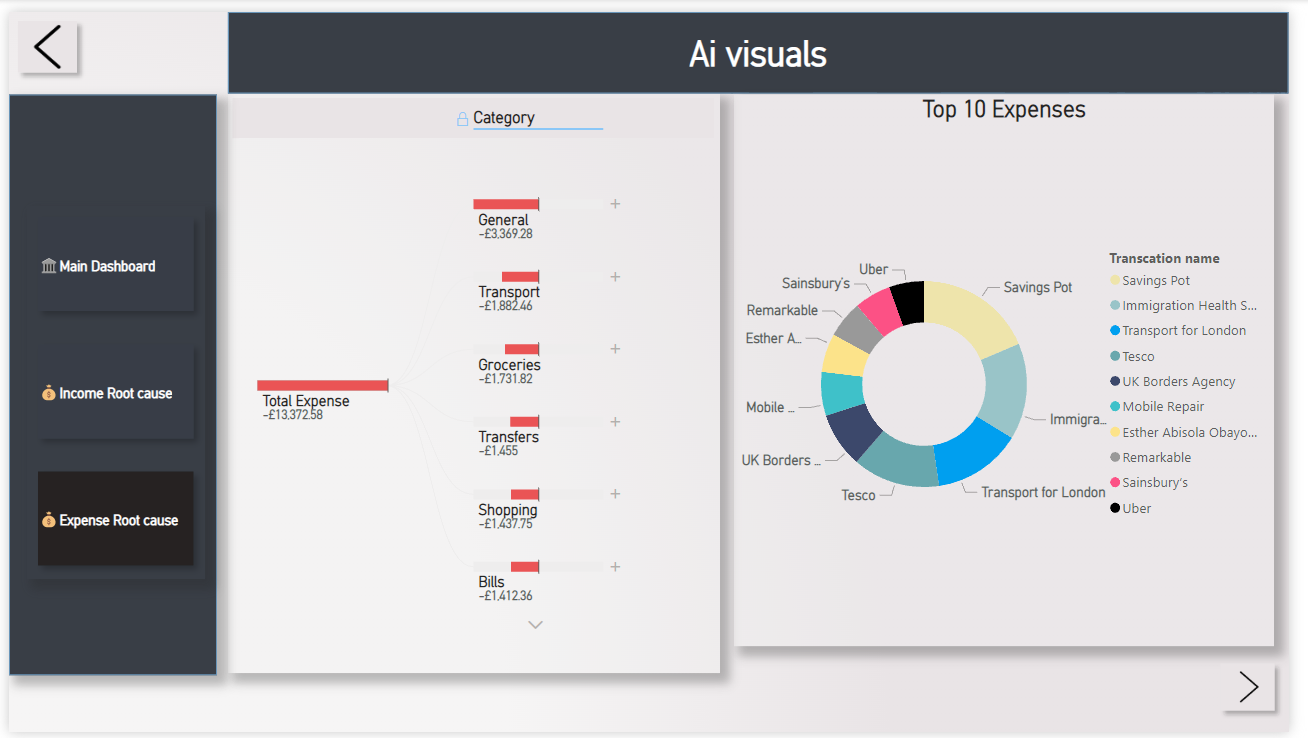 Ai visuals
Main Dashboard
Income Root cause
Expense Root cause
Category
Total Expense
-£13,372.58
General
-£3,369.28
Transport
-£1,882.46
Groceries
-£1,731.82
Transfers
-£1,455
Shopping
-£1,437.75
Bills
-£1,412.36
Top 10 Expenses
Uber
Sainsbury's
Remarkable
Esther A...
Mobile ...
UK Borders ...
Tesco
Savings Pot
Immigra...
Transport for London
Transcation name
Savings Pot
Immigration Health S...
Transport for London
Tesco
UK Borders Agency
Mobile Repair
Esther Abisola Obayo...
Remarkable
Sainsbury's
Uber